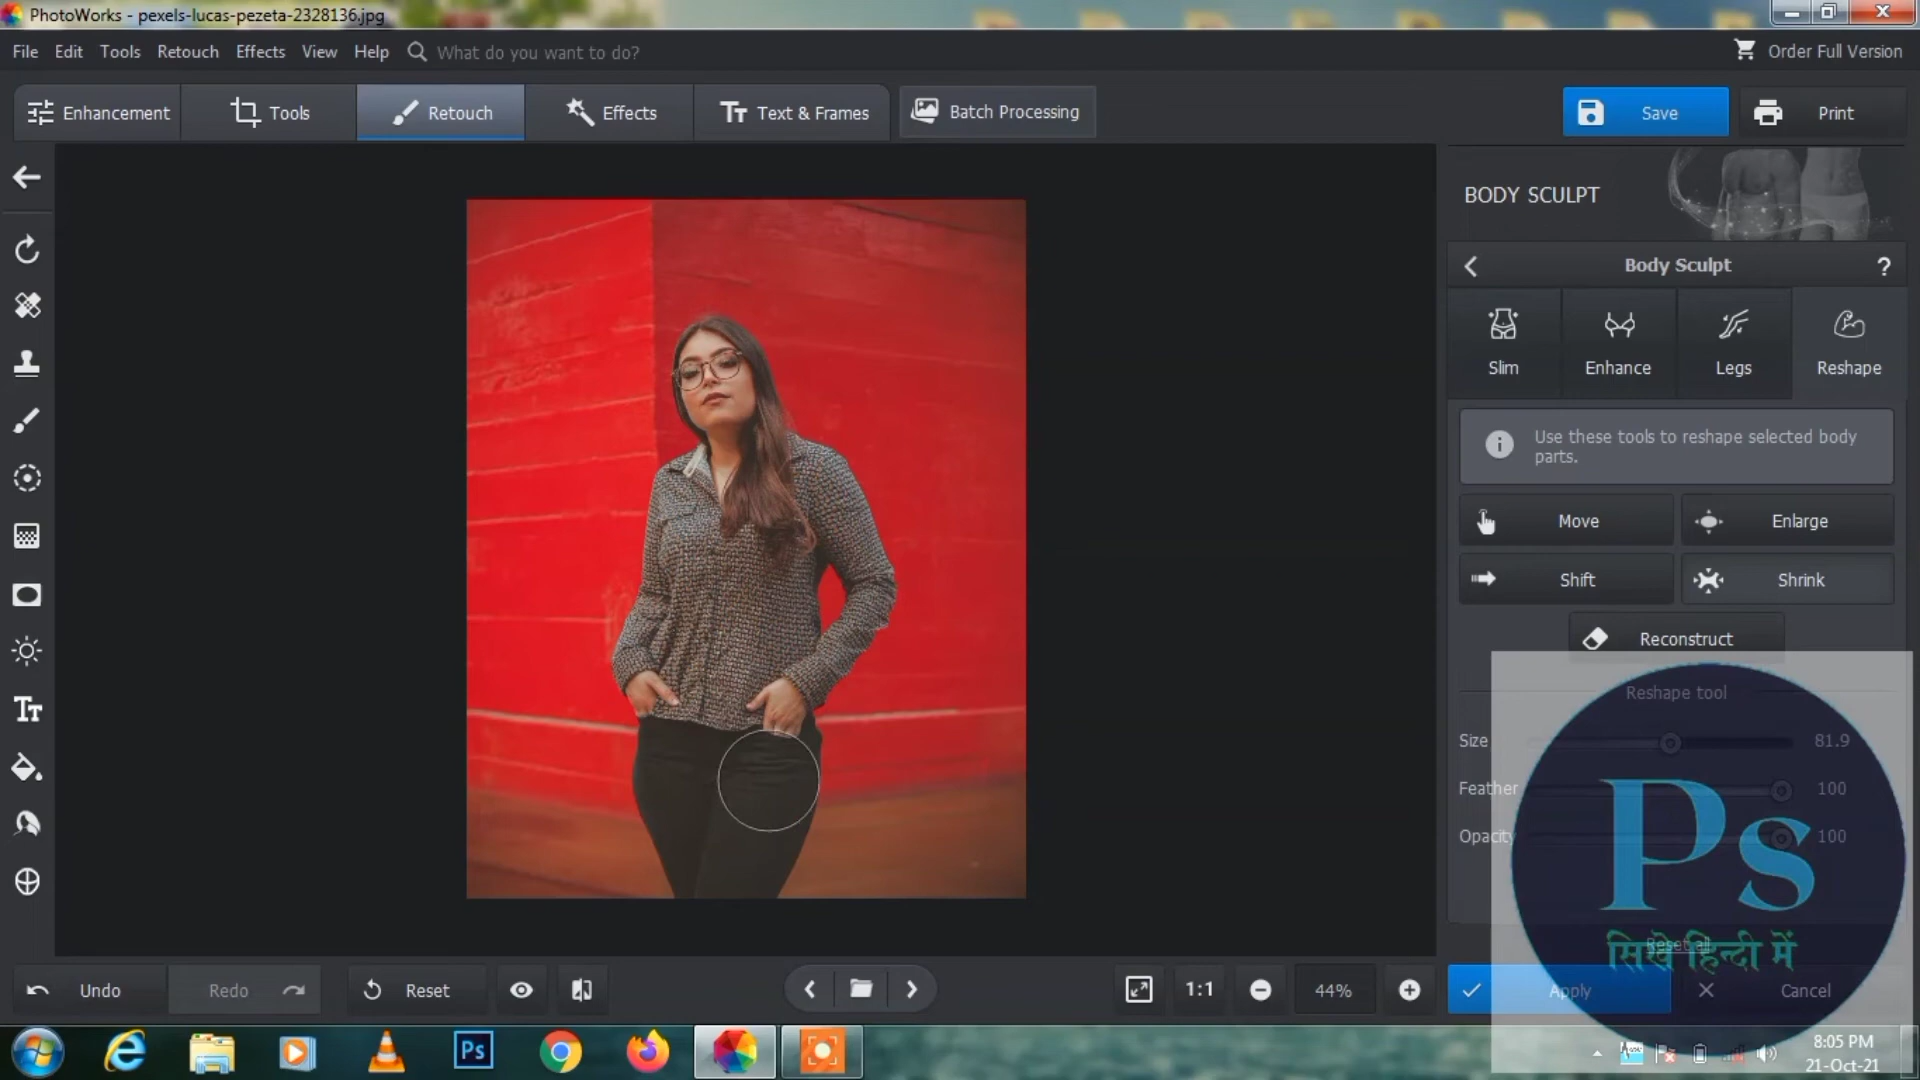 PhotoWorks - pexels-lucas-pezeta-2328136.jpg
File Edit Tools Retouch Effects View Help What do you want to do? Order Full Version
Enhancement Tools Retouch Effects Text & Frames Batch Processing Save Print
BODY SCULPT
Body Sculpt ?
Slim Enhance Legs Reshape
Use these tools to reshape selected body
parts.
Move Enlarge
Shift Shrink
Reconstruct
Reshape tool
Size 81.9
Feather 100
Opacity 100
Ps
सिखे हिन्दी में
Reset all
Undo Redo Reset 1:1 44% Apply Cancel
Ps
8:05 PM
21-Oct-21